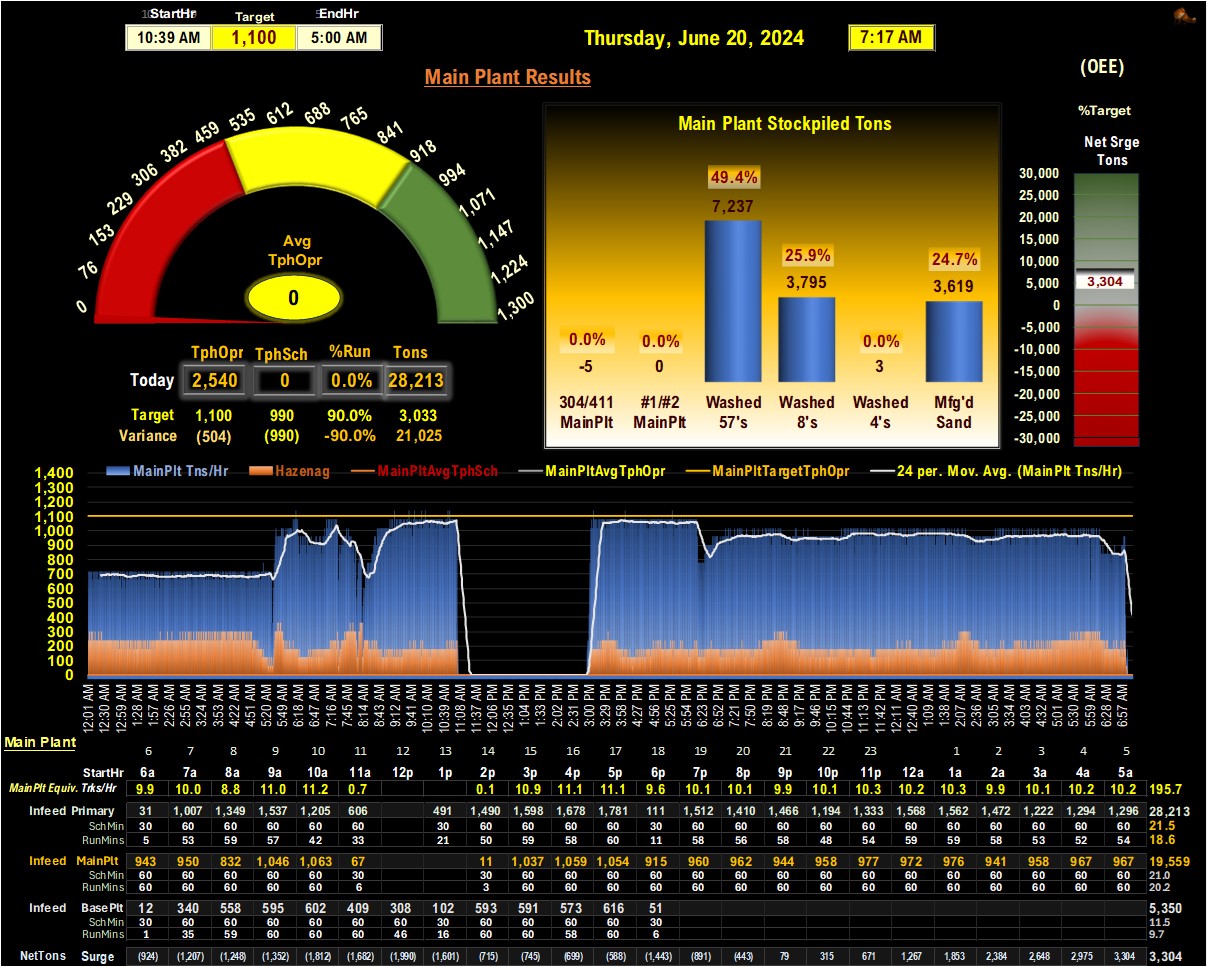 StartHr Target EndHr
10:39 AM 1,100 5:00 AM
Thursday, June 20, 2024 7:17 AM
Main Plant Results
(OEE)
%Target
Net Srge
Tons
30,000
25,000
20,000
15,000
10,000
5,000
3,304
0
-5,000
-10,000
-15,000
-20,000
-25,000
-30,000
0 76 153 229 306 382 459 535 612 688 765 841 918 994 1,071 1,147 1,224 1,300
Avg
TphOpr
0
TphOpr TphSch %Run Tons
Today 2,540 0 0.0% 28,213
Target 1,100 990 90.0% 3,033
Variance (504) (990) -90.0% 21,025
Main Plant Stockpiled Tons
0.0% 0.0% 49.4% 25.9% 0.0% 24.7%
-5 0 7,237 3,795 3 3,619
304/411 #1/#2 Washed Washed Washed Mfg'd
MainPlt MainPlt 57's 8's 4's Sand
MainPlt Tns/Hr Hazenag MainPltAvgTphSch MainPltAvgTphOpr MainPltTargetTphOpr 24 per. Mov. Avg. (MainPlt Tns/Hr)
1,400
1,300
1,200
1,100
1,000
900
800
700
600
500
400
300
200
100
0
12:01 AM 12:30 AM 12:59 AM 1:28 AM 1:57 AM 2:26 AM 2:55 AM 3:24 AM 3:53 AM 4:22 AM 4:51 AM 5:20 AM 5:49 AM 6:18 AM 6:47 AM 7:16 AM 7:45 AM 8:14 AM 8:43 AM 9:12 AM 9:41 AM 10:10 AM 10:39 AM 11:08 AM 11:37 AM 12:06 PM 12:35 PM 1:04 PM 1:33 PM 2:02 PM 2:31 PM 3:00 PM 3:29 PM 3:58 PM 4:27 PM 4:56 PM 5:25 PM 5:54 PM 6:23 PM 6:52 PM 7:21 PM 7:50 PM 8:19 PM 8:48 PM 9:17 PM 9:46 PM 10:15 PM 10:44 PM 11:13 PM 11:42 PM 12:11 AM 12:40 AM 1:09 AM 1:38 AM 2:07 AM 2:36 AM 3:05 AM 3:34 AM 4:03 AM 4:32 AM 5:01 AM 5:30 AM 5:59 AM 6:28 AM 6:57 AM
Main Plant
6 7 8 9 10 11 12 13 14 15 16 17 18 19 20 21 22 23 1 2 3 4 5
StartHr 6a 7a 8a 9a 10a 11a 12p 1p 2p 3p 4p 5p 6p 7p 8p 9p 10p 11p 12a 1a 2a 3a 4a 5a
MainPlt Equiv. Trks/Hr 9.9 10.0 8.8 11.0 11.2 0.7 0.1 10.9 11.1 11.1 9.6 10.1 10.1 9.9 10.1 10.3 10.2 10.3 9.9 10.1 10.2 10.2 195.7
Infeed Primary 31 1,007 1,349 1,537 1,205 606 491 1,490 1,598 1,678 1,781 111 1,512 1,410 1,466 1,194 1,333 1,568 1,562 1,472 1,222 1,294 1,296 28,213
SchMin 30 60 60 60 60 60 30 60 60 60 60 30 60 60 60 60 60 60 60 60 60 60 60 21.5
RunMins 5 53 59 57 42 33 21 50 59 58 60 11 58 56 58 48 54 59 59 58 53 52 54 18.6
Infeed MainPlt 943 950 832 1,046 1,063 67 11 1,037 1,059 1,054 915 960 962 944 958 977 972 976 941 958 967 967 19,559
SchMin 60 60 60 60 60 30 30 60 60 60 60 60 60 60 60 60 60 60 60 60 60 60 21.0
RunMins 60 60 60 60 60 6 3 60 60 60 60 60 60 60 60 60 60 60 60 60 60 60 20.2
Infeed BasePlt 12 340 558 595 602 409 308 102 593 591 573 616 51 5,350
SchMin 30 60 60 60 60 60 60 30 60 60 60 60 30 11.5
RunMins 1 35 59 60 60 60 46 16 60 60 58 60 6 9.7
NetTons Surge (924) (1,207) (1,248) (1,352) (1,812) (1,682) (1,990) (1,601) (715) (745) (699) (588) (1,443) (891) (443) 79 315 671 1,267 1,853 2,384 2,648 2,975 3,304 3,304